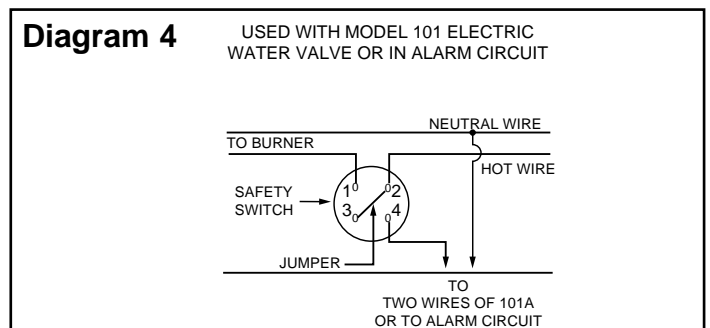 Diagram 4
USED WITH MODEL 101 ELECTRIC
WATER VALVE OR IN ALARM CIRCUIT
NEUTRAL WIRE
TO BURNER
HOT WIRE
SAFETY
SWITCH
1 2
3 4
JUMPER
TO
TWO WIRES OF 101A
OR TO ALARM CIRCUIT